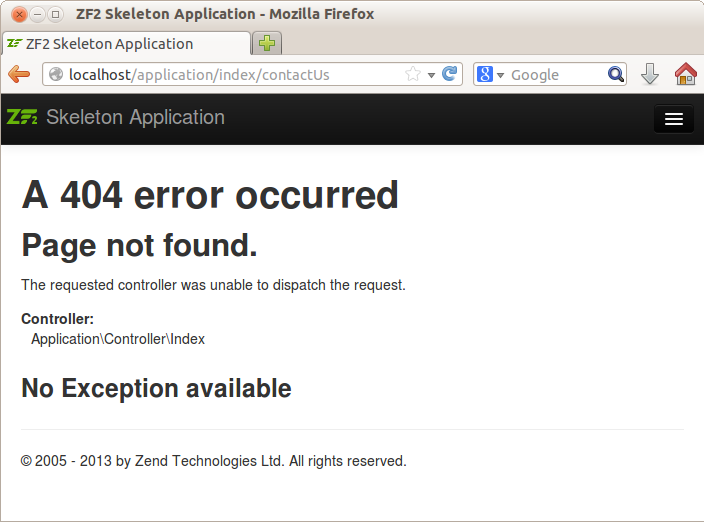 ZF2 Skeleton Application - Mozilla Firefox
ZF2 Skeleton Application
localhost/application/index/contactUs
Google
ZF2 Skeleton Application
A 404 error occurred
Page not found.
The requested controller was unable to dispatch the request.
Controller:
Application\Controller\Index
No Exception available
© 2005 - 2013 by Zend Technologies Ltd. All rights reserved.